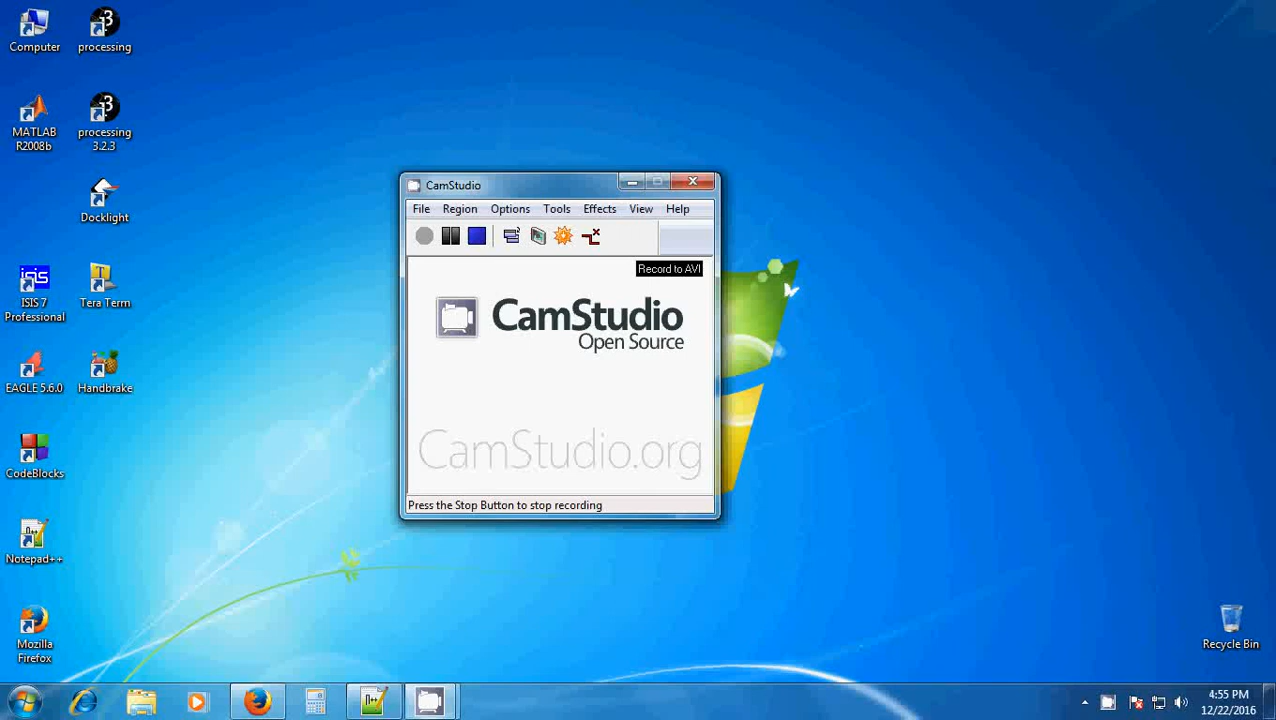 Computer
processing
MATLAB
R2008b
processing
3.2.3
Docklight
ISIS 7
Professional
Tera Term
EAGLE 5.6.0
Handbrake
CodeBlocks
Notepad++
Mozilla
Firefox
CamStudio
File Region Options Tools Effects View Help
Record to AVI
CamStudio
Open Source
CamStudio.org
Press the Stop Button to stop recording
Recycle Bin
4:55 PM
12/22/2016